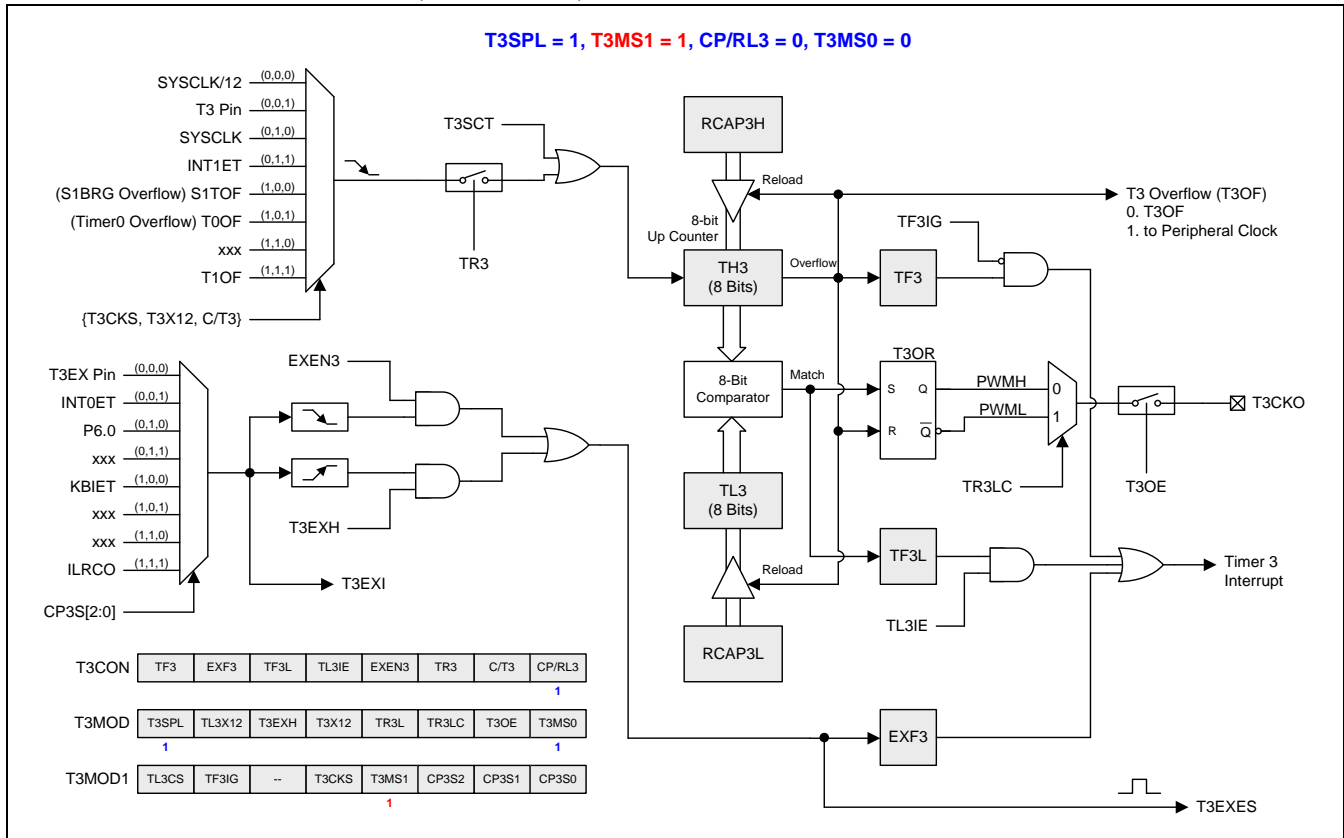 T3SPL = 1, T3MS1 = 1, CP/RL3 = 0, T3MS0 = 0
SYSCLK/12 (0,0,0)
T3 Pin (0,0,1)
SYSCLK (0,1,0)
INT1ET (0,1,1)
(S1BRG Overflow) S1TOF (1,0,0)
(Timer0 Overflow) T0OF (1,0,1)
xxx (1,1,0)
T1OF (1,1,1)
{T3CKS, T3X12, C/T3}
T3SCT
TR3
RCAP3H
Reload
8-bit
Up Counter
TH3
(8 Bits)
Overflow
T3 Overflow (T3OF)
0. T3OF
1. to Peripheral Clock
TF3IG
TF3
T3EX Pin (0,0,0)
INT0ET (0,0,1)
P6.0 (0,1,0)
xxx (0,1,1)
KBIET (1,0,0)
xxx (1,0,1)
xxx (1,1,0)
ILRCO (1,1,1)
CP3S[2:0]
EXEN3
T3EXH
T3EXI
8-Bit
Comparator
Match
T3OR
S Q
R Q
PWMH
PWML
0
1
TR3LC
T3OE
T3CKO
TL3
(8 Bits)
Reload
RCAP3L
TF3L
TL3IE
Timer 3
Interrupt
EXF3
T3EXES
T3CON TF3 EXF3 TF3L TL3IE EXEN3 TR3 C/T3 CP/RL3
1
T3MOD T3SPL TL3X12 T3EXH T3X12 TR3L TR3LC T3OE T3MS0
1 1
T3MOD1 TL3CS TF3IG -- T3CKS T3MS1 CP3S2 CP3S1 CP3S0
1